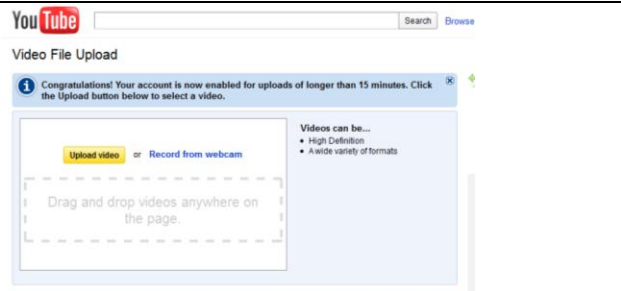 YouTube Search Browse
Video File Upload
Congratulations! Your account is now enabled for uploads of longer than 15 minutes. Click
the Upload button below to select a video.
Upload video or Record from webcam
Drag and drop videos anywhere on
the page.
Videos can be...
• High Definition
• A wide variety of formats